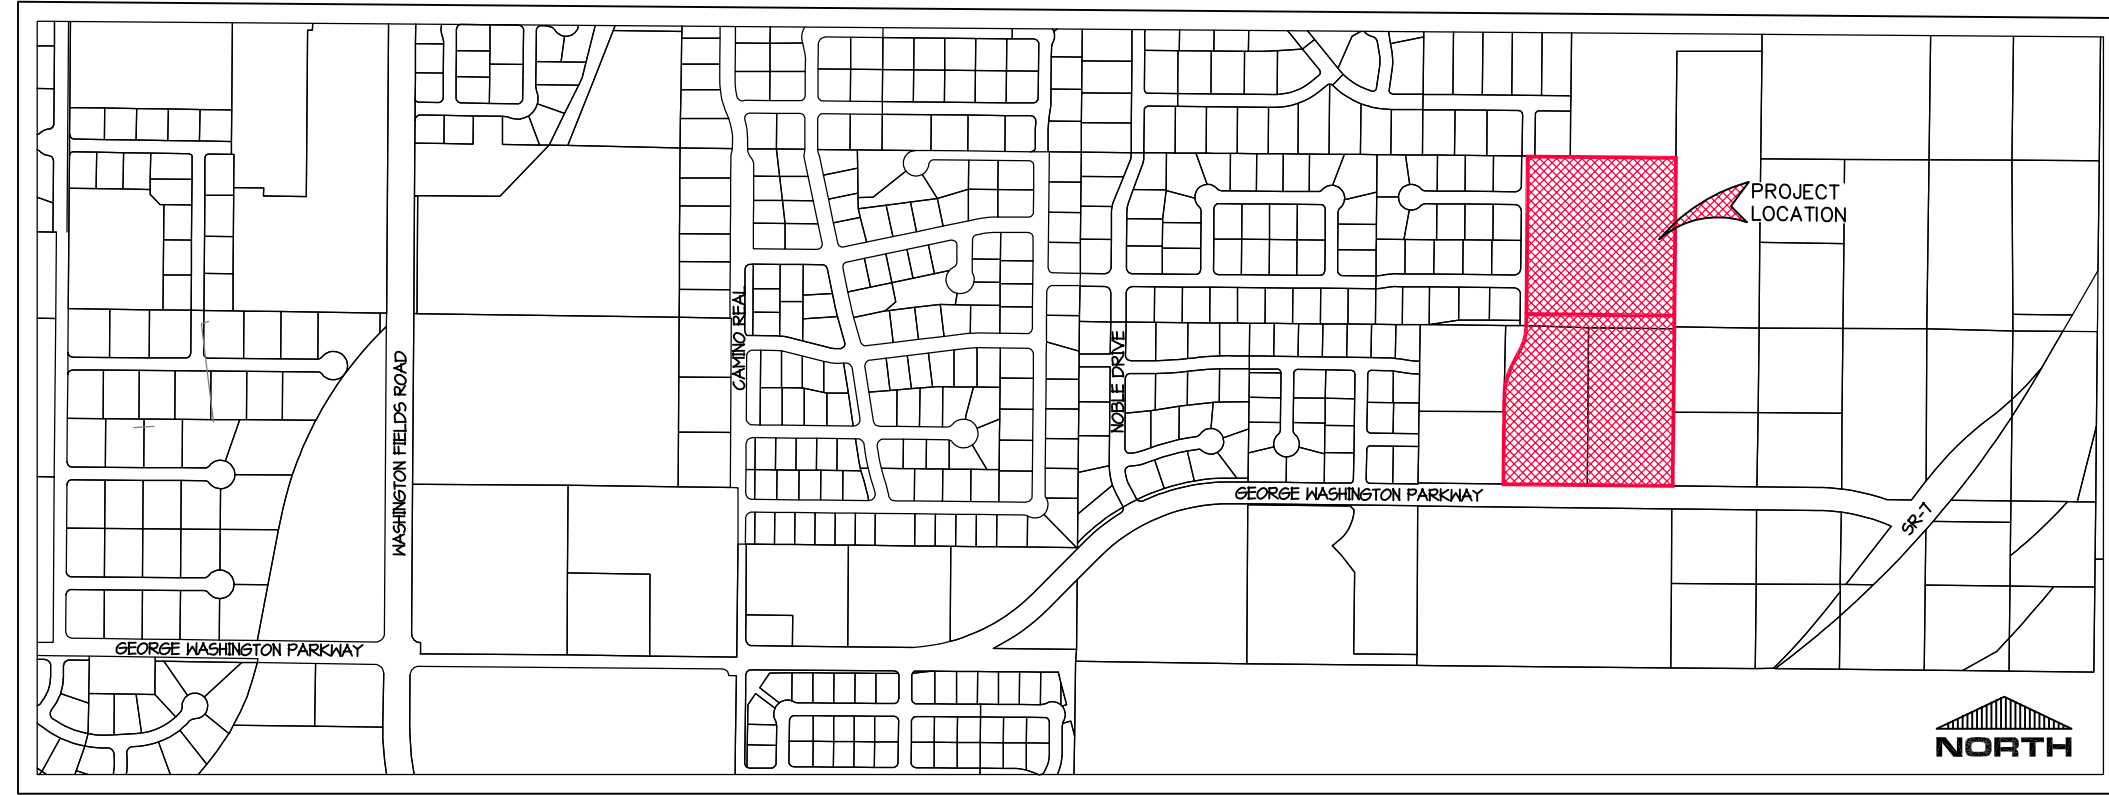 PROJECT
LOCATION
CAMINO REAL
NOBLE DRIVE
WASHINGTON FIELDS ROAD
GEORGE WASHINGTON PARKWAY
SR-7
GEORGE WASHINGTON PARKWAY
NORTH